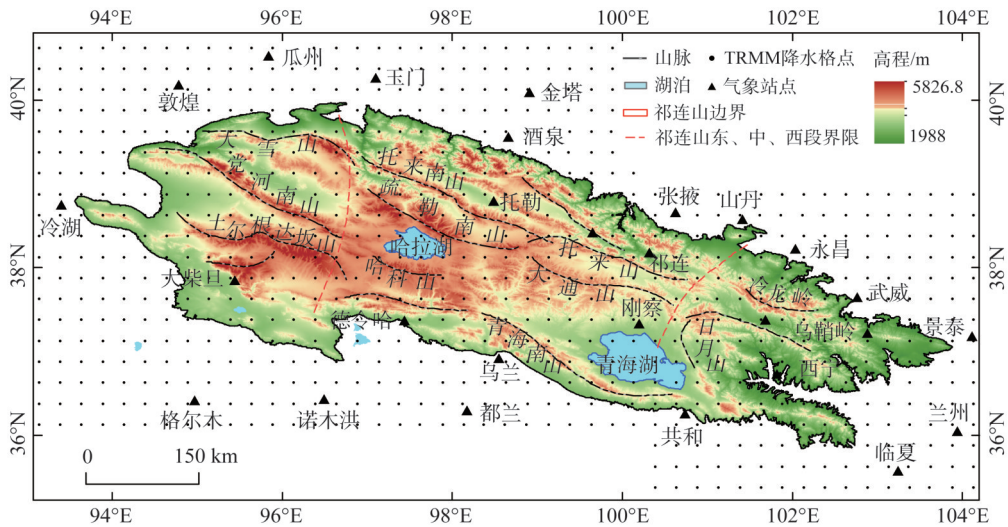 94°E 96°E 98°E 100°E 102°E 104°E
40°N
38°N
36°N
40°N
38°N
36°N
山脉
TRMM降水格点
高程/m
湖泊
气象站点
5826.8
祁连山边界
祁连山东、中、西段界限
1988
瓜州
玉门
敦煌
金塔
酒泉
大雪山
托来南山
党河南山
疏勒南山
托勒
张掖
山丹
冷湖
土尔根达坂山
哈拉湖
托来山
祁连
永昌
大柴旦
哈科山
大通山
冷龙岭
武威
德令哈
刚察
乌鞘岭
景泰
青海南山
日月山
乌兰
青海湖
西宁
格尔木
诺木洪
都兰
共和
兰州
临夏
0 150 km
94°E 96°E 98°E 100°E 102°E 104°E